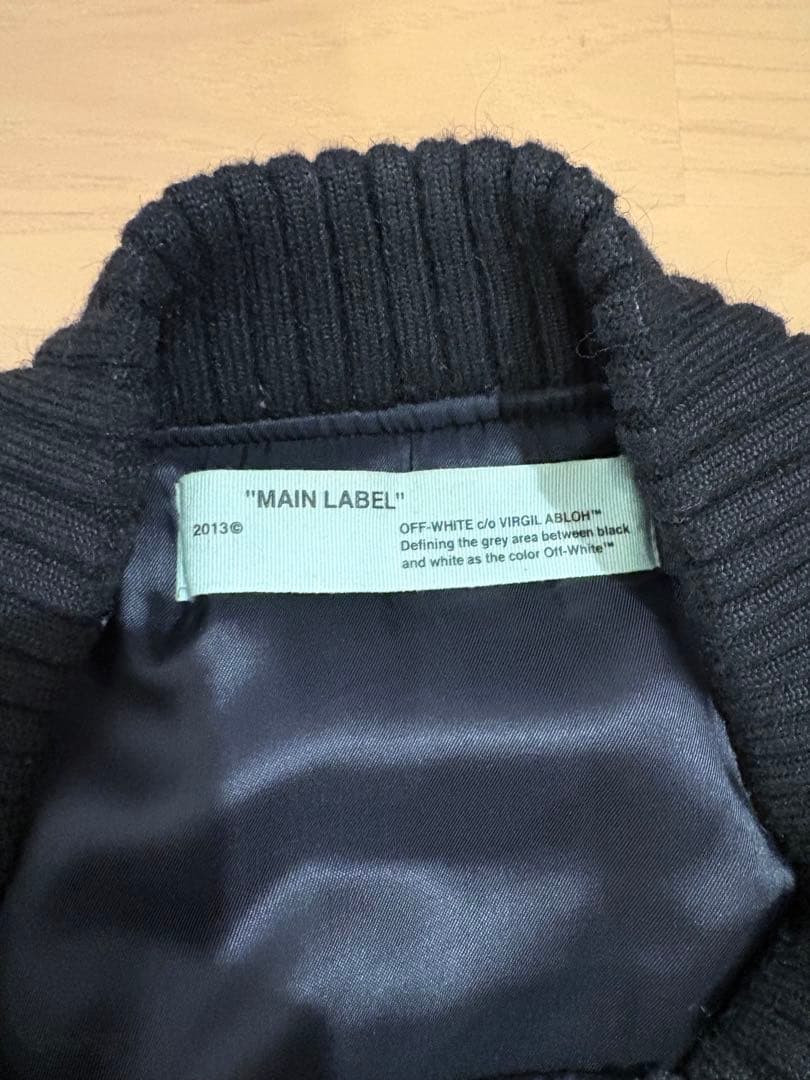 "MAIN LABEL"
2013©
OFF-WHITE c/o VIRGIL ABLOH™
Defining the grey area between black
and white as the color Off-White™